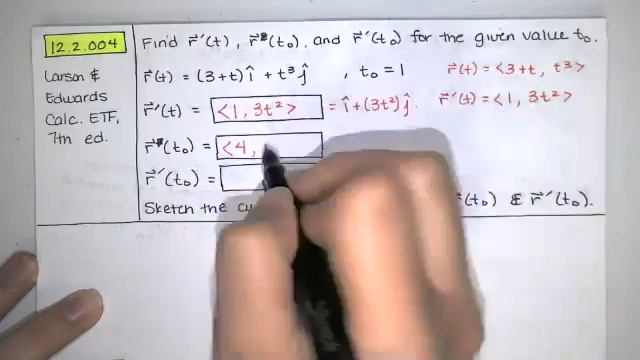 12.2.004
Larson &
Edwards
Calc. ETF,
7th ed.
Find r⃗'(t), r⃗(t₀), and r⃗'(t₀) for the given value t₀.
r⃗(t) = (3+t)î + t³ĵ , t₀ = 1
r⃗(t) = <3+t, t³>
r⃗'(t) = <1, 3t²> = î + (3t²)ĵ.
r⃗'(t) = <1, 3t²>
r⃗(t₀) = <4,
r⃗'(t₀) =
Sketch the (t₀) & r⃗'(t₀).